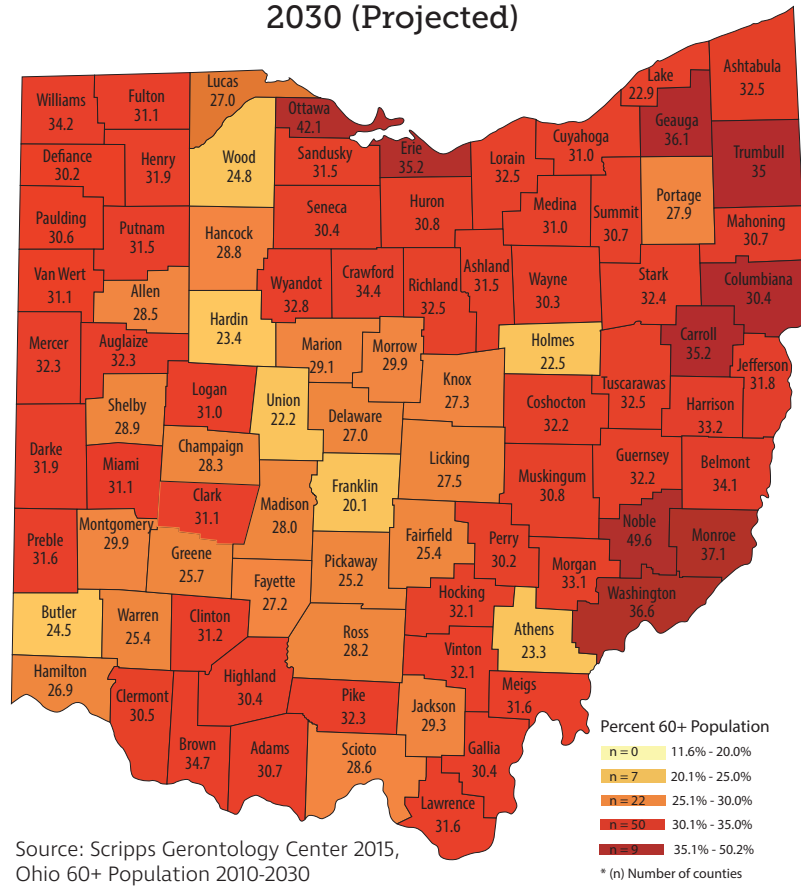 2030 (Projected)
Williams
34.2
Fulton
31.1
Lucas
27.0
Ottawa
42.1
Lake
22.9
Ashtabula
32.5
Geauga
36.1
Cuyahoga
31.0
Erie
35.2
Lorain
32.5
Sandusky
31.5
Wood
24.8
Henry
31.9
Defiance
30.2
Trumbull
35
Portage
27.9
Summit
30.7
Medina
31.0
Huron
30.8
Seneca
30.4
Hancock
28.8
Putnam
31.5
Paulding
30.6
Mahoning
30.7
Columbiana
30.4
Stark
32.4
Wayne
30.3
Ashland
31.5
Richland
32.5
Crawford
34.4
Wyandot
32.8
Allen
28.5
Van Wert
31.1
Hardin
23.4
Marion
29.1
Morrow
29.9
Holmes
22.5
Carroll
35.2
Jefferson
31.8
Mercer
32.3
Auglaize
32.3
Logan
31.0
Union
22.2
Delaware
27.0
Knox
27.3
Coshocton
32.2
Tuscarawas
32.5
Harrison
33.2
Shelby
28.9
Champaign
28.3
Darke
31.9
Miami
31.1
Clark
31.1
Franklin
20.1
Licking
27.5
Muskingum
30.8
Guernsey
32.2
Belmont
34.1
Preble
31.6
Montgomery
29.9
Greene
25.7
Madison
28.0
Pickaway
25.2
Fairfield
25.4
Perry
30.2
Morgan
33.1
Noble
49.6
Monroe
37.1
Washington
36.6
Butler
24.5
Warren
25.4
Clinton
31.2
Fayette
27.2
Ross
28.2
Hocking
32.1
Athens
23.3
Vinton
32.1
Hamilton
26.9
Clermont
30.5
Highland
30.4
Pike
32.3
Jackson
29.3
Meigs
31.6
Brown
34.7
Adams
30.7
Scioto
28.6
Gallia
30.4
Lawrence
31.6
Percent 60+ Population
n = 0 11.6% - 20.0%
n = 7 20.1% - 25.0%
n = 22 25.1% - 30.0%
n = 50 30.1% - 35.0%
n = 9 35.1% - 50.2%
* (n) Number of counties
Source: Scripps Gerontology Center 2015,
Ohio 60+ Population 2010-2030